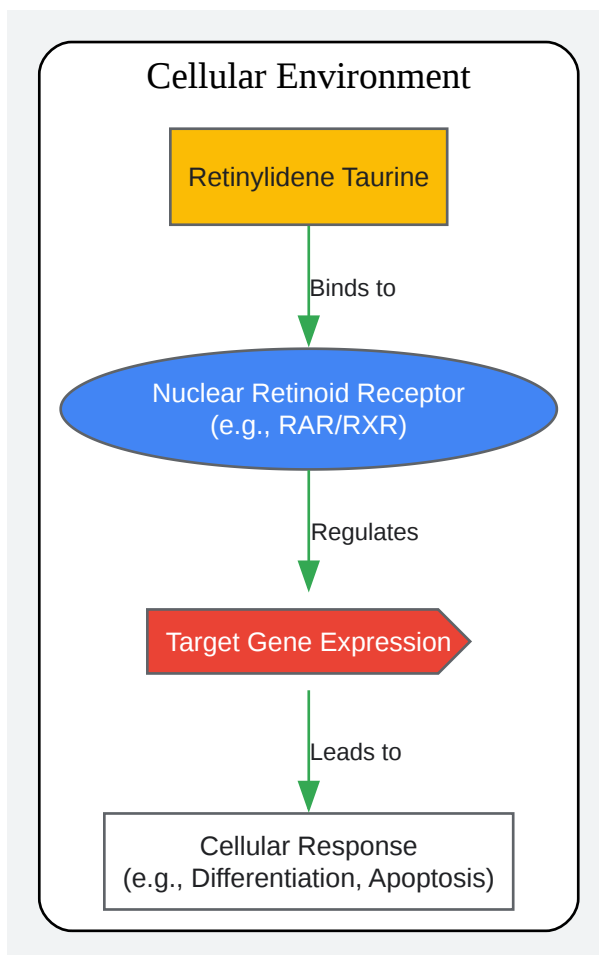 Cellular Environment
Retinylidene Taurine
Binds to
Nuclear Retinoid Receptor
(e.g., RAR/RXR)
Regulates
Target Gene Expression
Leads to
Cellular Response
(e.g., Differentiation, Apoptosis)